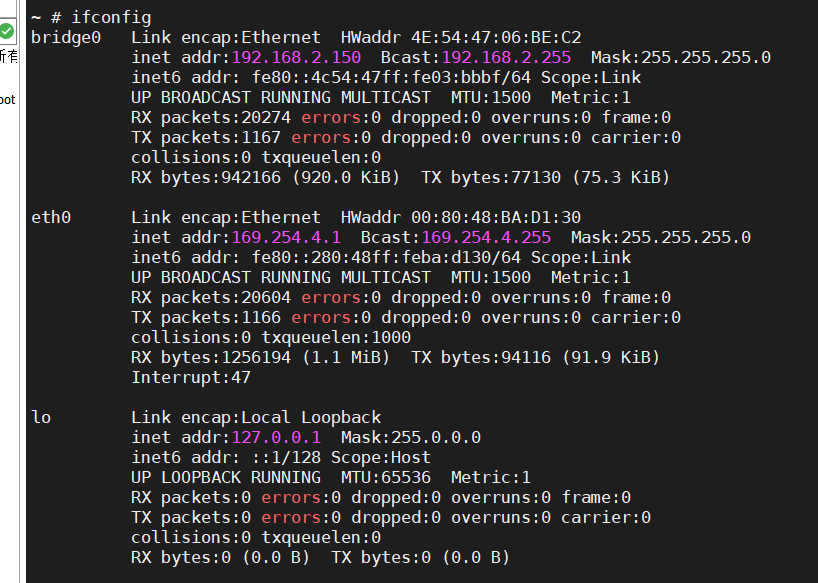 所有
oot
~ # ifconfig
bridge0   Link encap:Ethernet  HWaddr 4E:54:47:06:BE:C2
          inet addr:192.168.2.150  Bcast:192.168.2.255  Mask:255.255.255.0
          inet6 addr: fe80::4c54:47ff:fe03:bbbf/64 Scope:Link
          UP BROADCAST RUNNING MULTICAST  MTU:1500  Metric:1
          RX packets:20274 errors:0 dropped:0 overruns:0 frame:0
          TX packets:1167 errors:0 dropped:0 overruns:0 carrier:0
          collisions:0 txqueuelen:0
          RX bytes:942166 (920.0 KiB)  TX bytes:77130 (75.3 KiB)
eth0      Link encap:Ethernet  HWaddr 00:80:48:BA:D1:30
          inet addr:169.254.4.1  Bcast:169.254.4.255  Mask:255.255.255.0
          inet6 addr: fe80::280:48ff:feba:d130/64 Scope:Link
          UP BROADCAST RUNNING MULTICAST  MTU:1500  Metric:1
          RX packets:20604 errors:0 dropped:0 overruns:0 frame:0
          TX packets:1166 errors:0 dropped:0 overruns:0 carrier:0
          collisions:0 txqueuelen:1000
          RX bytes:1256194 (1.1 MiB)  TX bytes:94116 (91.9 KiB)
          Interrupt:47
lo        Link encap:Local Loopback
          inet addr:127.0.0.1  Mask:255.0.0.0
          inet6 addr: ::1/128 Scope:Host
          UP LOOPBACK RUNNING  MTU:65536  Metric:1
          RX packets:0 errors:0 dropped:0 overruns:0 frame:0
          TX packets:0 errors:0 dropped:0 overruns:0 carrier:0
          collisions:0 txqueuelen:0
          RX bytes:0 (0.0 B)  TX bytes:0 (0.0 B)